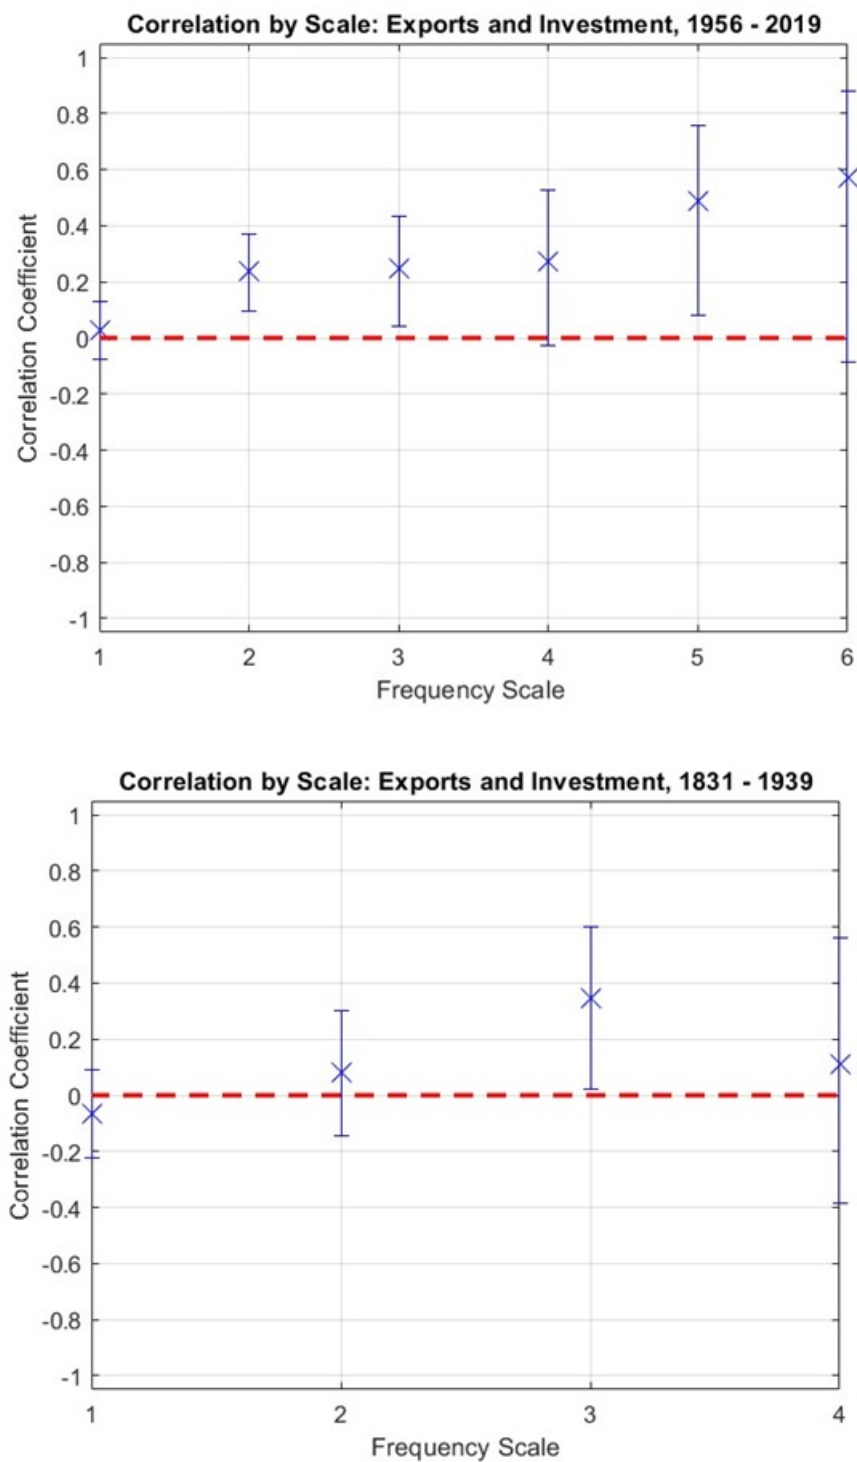 Correlation by Scale: Exports and Investment, 1956 - 2019
1
0.8
0.6
0.4
0.2
0
-0.2
-0.4
-0.6
-0.8
-1
Correlation Coefficient
1 2 3 4 5 6
Frequency Scale
Correlation by Scale: Exports and Investment, 1831 - 1939
1
0.8
0.6
0.4
0.2
0
-0.2
-0.4
-0.6
-0.8
-1
Correlation Coefficient
1 2 3 4
Frequency Scale